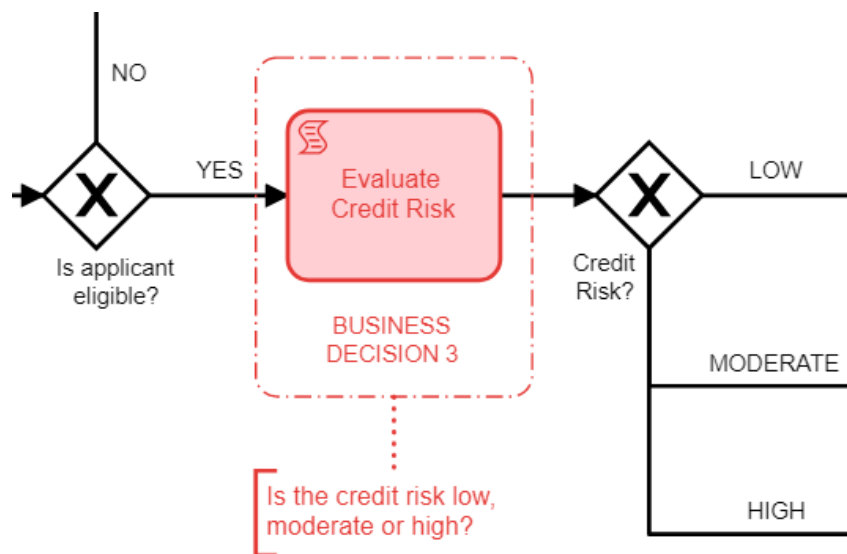 NO
YES
Is applicant
eligible?
Evaluate
Credit Risk
BUSINESS
DECISION 3
Is the credit risk low,
moderate or high?
Credit
Risk?
LOW
MODERATE
HIGH